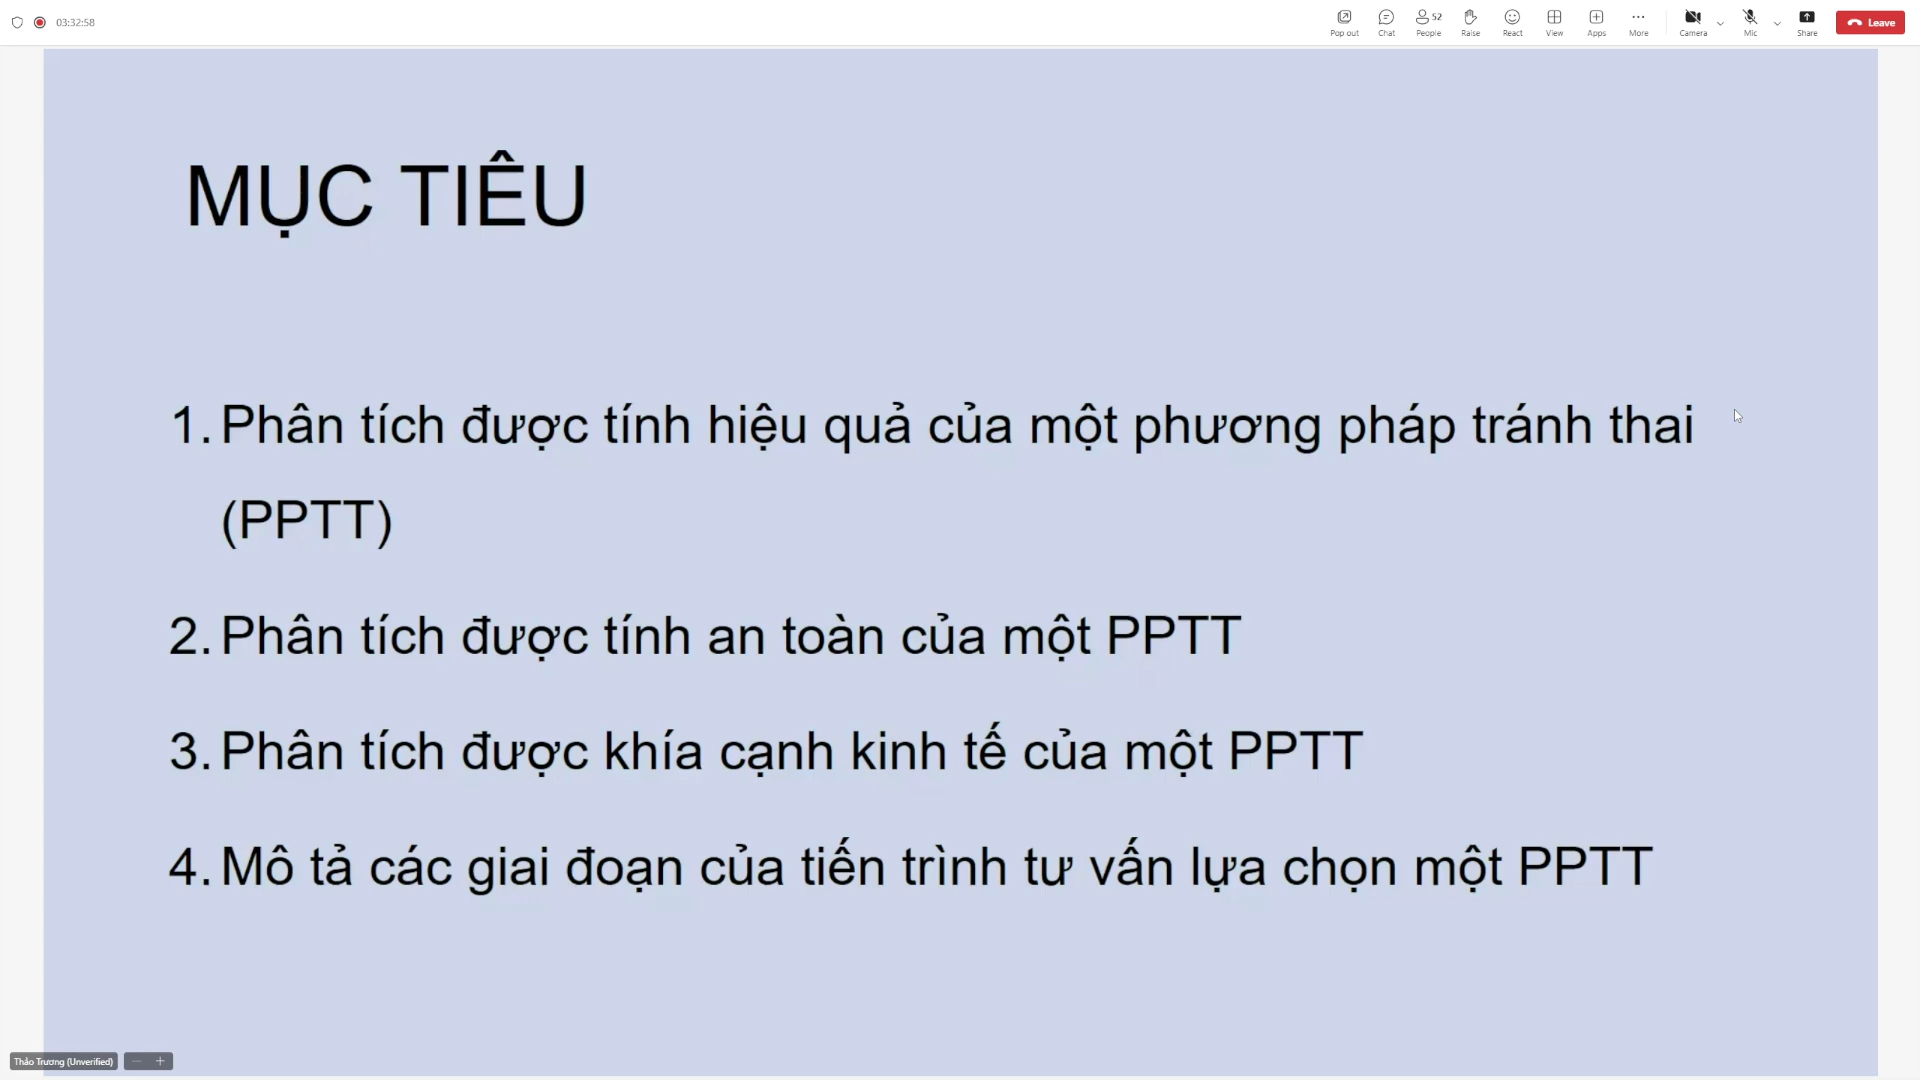 03:32:58
Pop out
Chat
52
People
Raise
React
View
Apps
More
Camera
Mic
Share
Leave
MỤC TIÊU
1. Phân tích được tính hiệu quả của một phương pháp tránh thai
(PPTT)
2. Phân tích được tính an toàn của một PPTT
3. Phân tích được khía cạnh kinh tế của một PPTT
4. Mô tả các giai đoạn của tiến trình tư vấn lựa chọn một PPTT
Thảo Trương (Unverified)